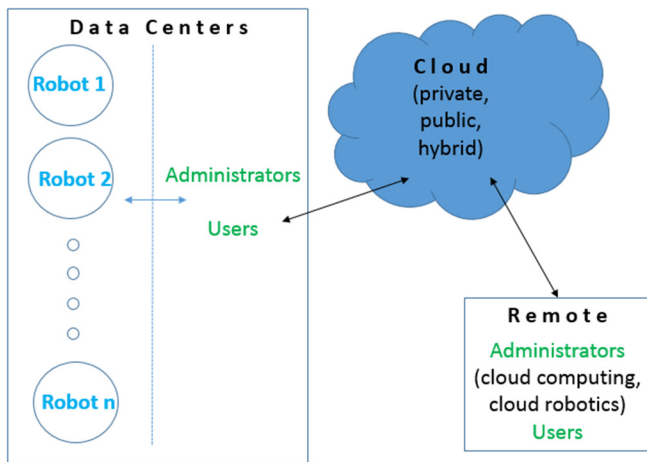 Data Centers
Robot 1
Robot 2
Robot n
Administrators
Users
Cloud
(private,
public,
hybrid)
Remote
Administrators
(cloud computing,
cloud robotics)
Users